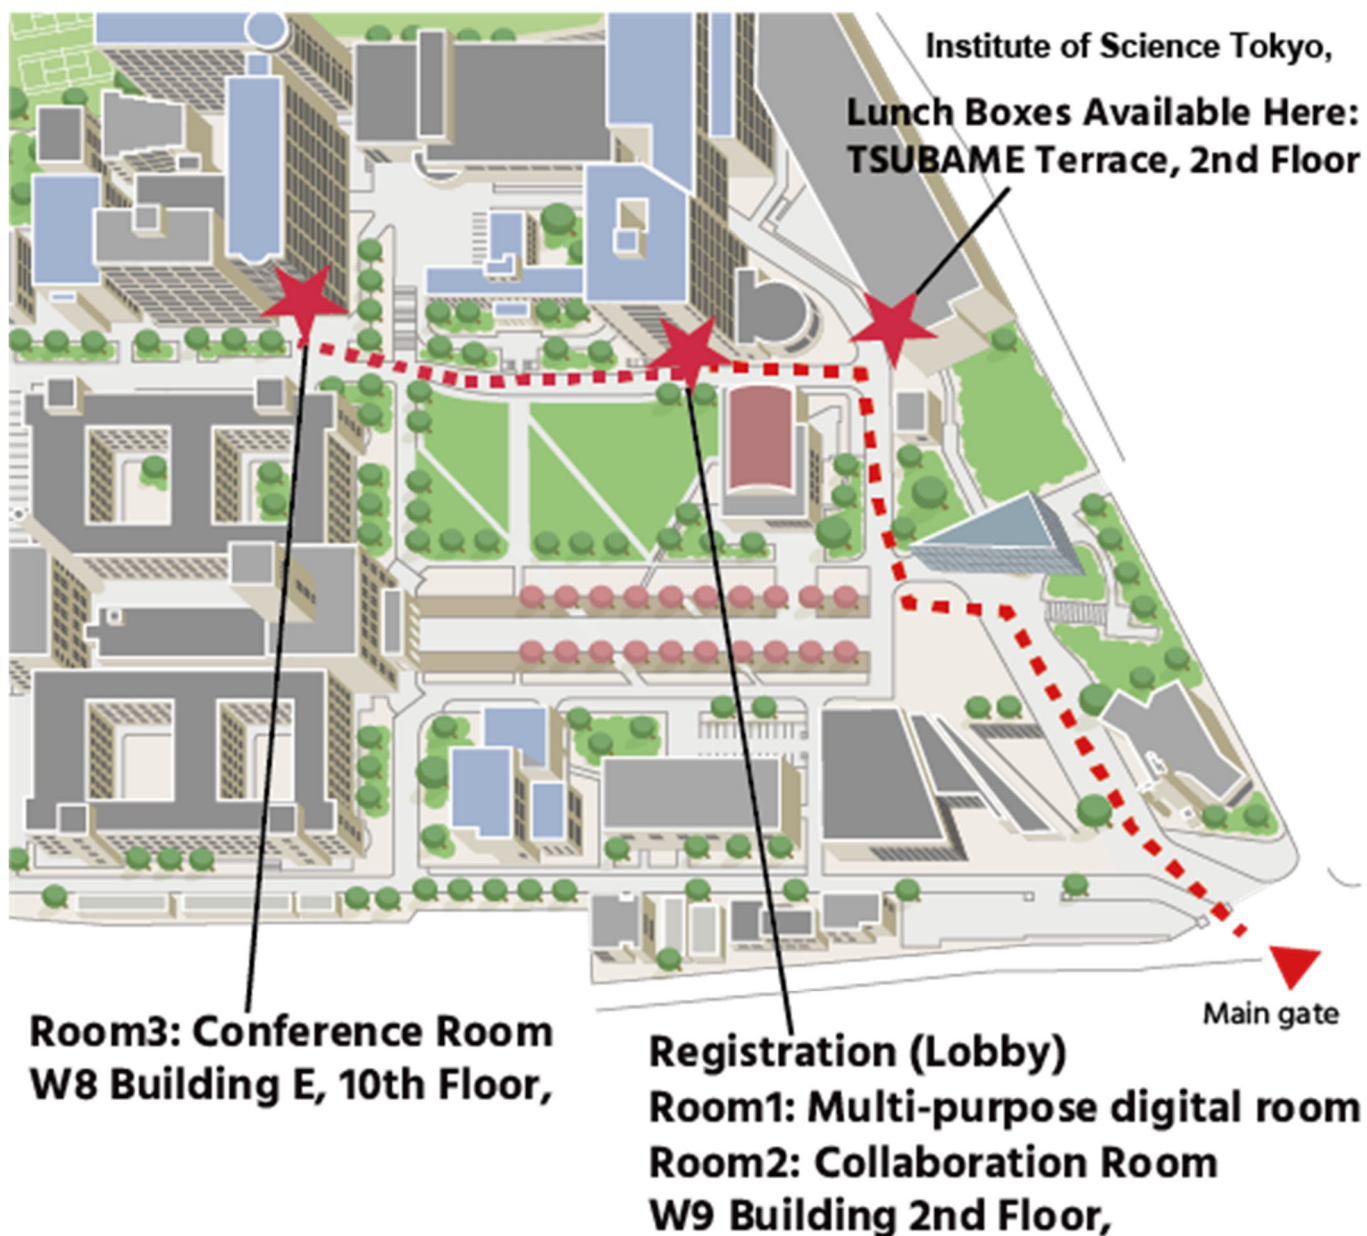 Institute of Science Tokyo,
Lunch Boxes Available Here:
TSUBAME Terrace, 2nd Floor
Main gate
Room3: Conference Room
W8 Building E, 10th Floor,
Registration (Lobby)
Room1: Multi-purpose digital room
Room2: Collaboration Room
W9 Building 2nd Floor,